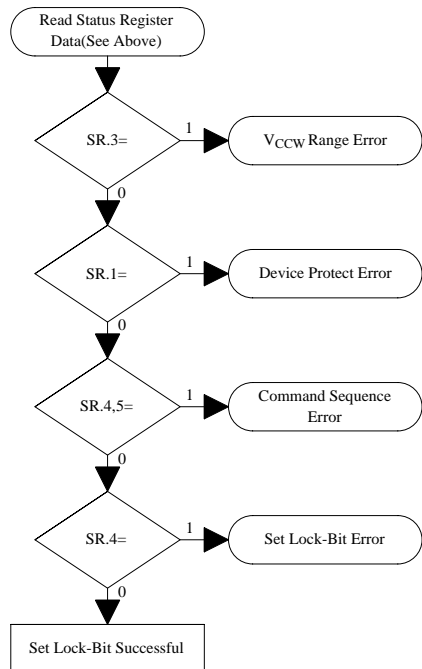 Read Status Register
Data(See Above)
SR.3=
1
VCCW Range Error
0
SR.1=
1
Device Protect Error
0
SR.4,5=
1
Command Sequence
Error
0
SR.4=
1
Set Lock-Bit Error
0
Set Lock-Bit Successful